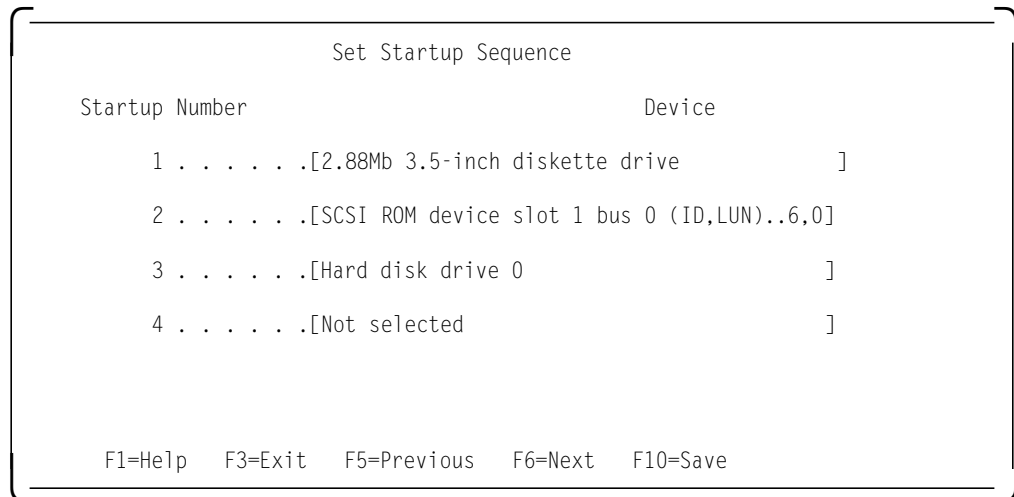 Set Startup Sequence
Startup Number Device
1 . . . . . .[2.88Mb 3.5-inch diskette drive ]
2 . . . . . .[SCSI ROM device slot 1 bus 0 (ID,LUN)..6,0]
3 . . . . . .[Hard disk drive 0 ]
4 . . . . . .[Not selected ]
F1=Help F3=Exit F5=Previous F6=Next F10=Save